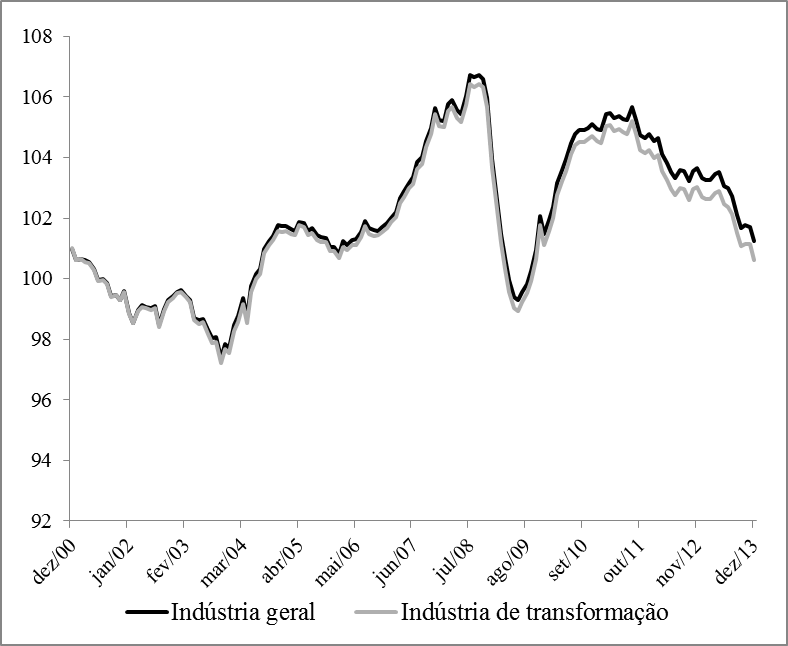 108
106
104
102
100
98
96
94
92
dez/00
jan/02
fev/03
mar/04
abr/05
mai/06
jun/07
jul/08
ago/09
set/10
out/11
nov/12
dez/13
Indústria geral
Indústria de transformação